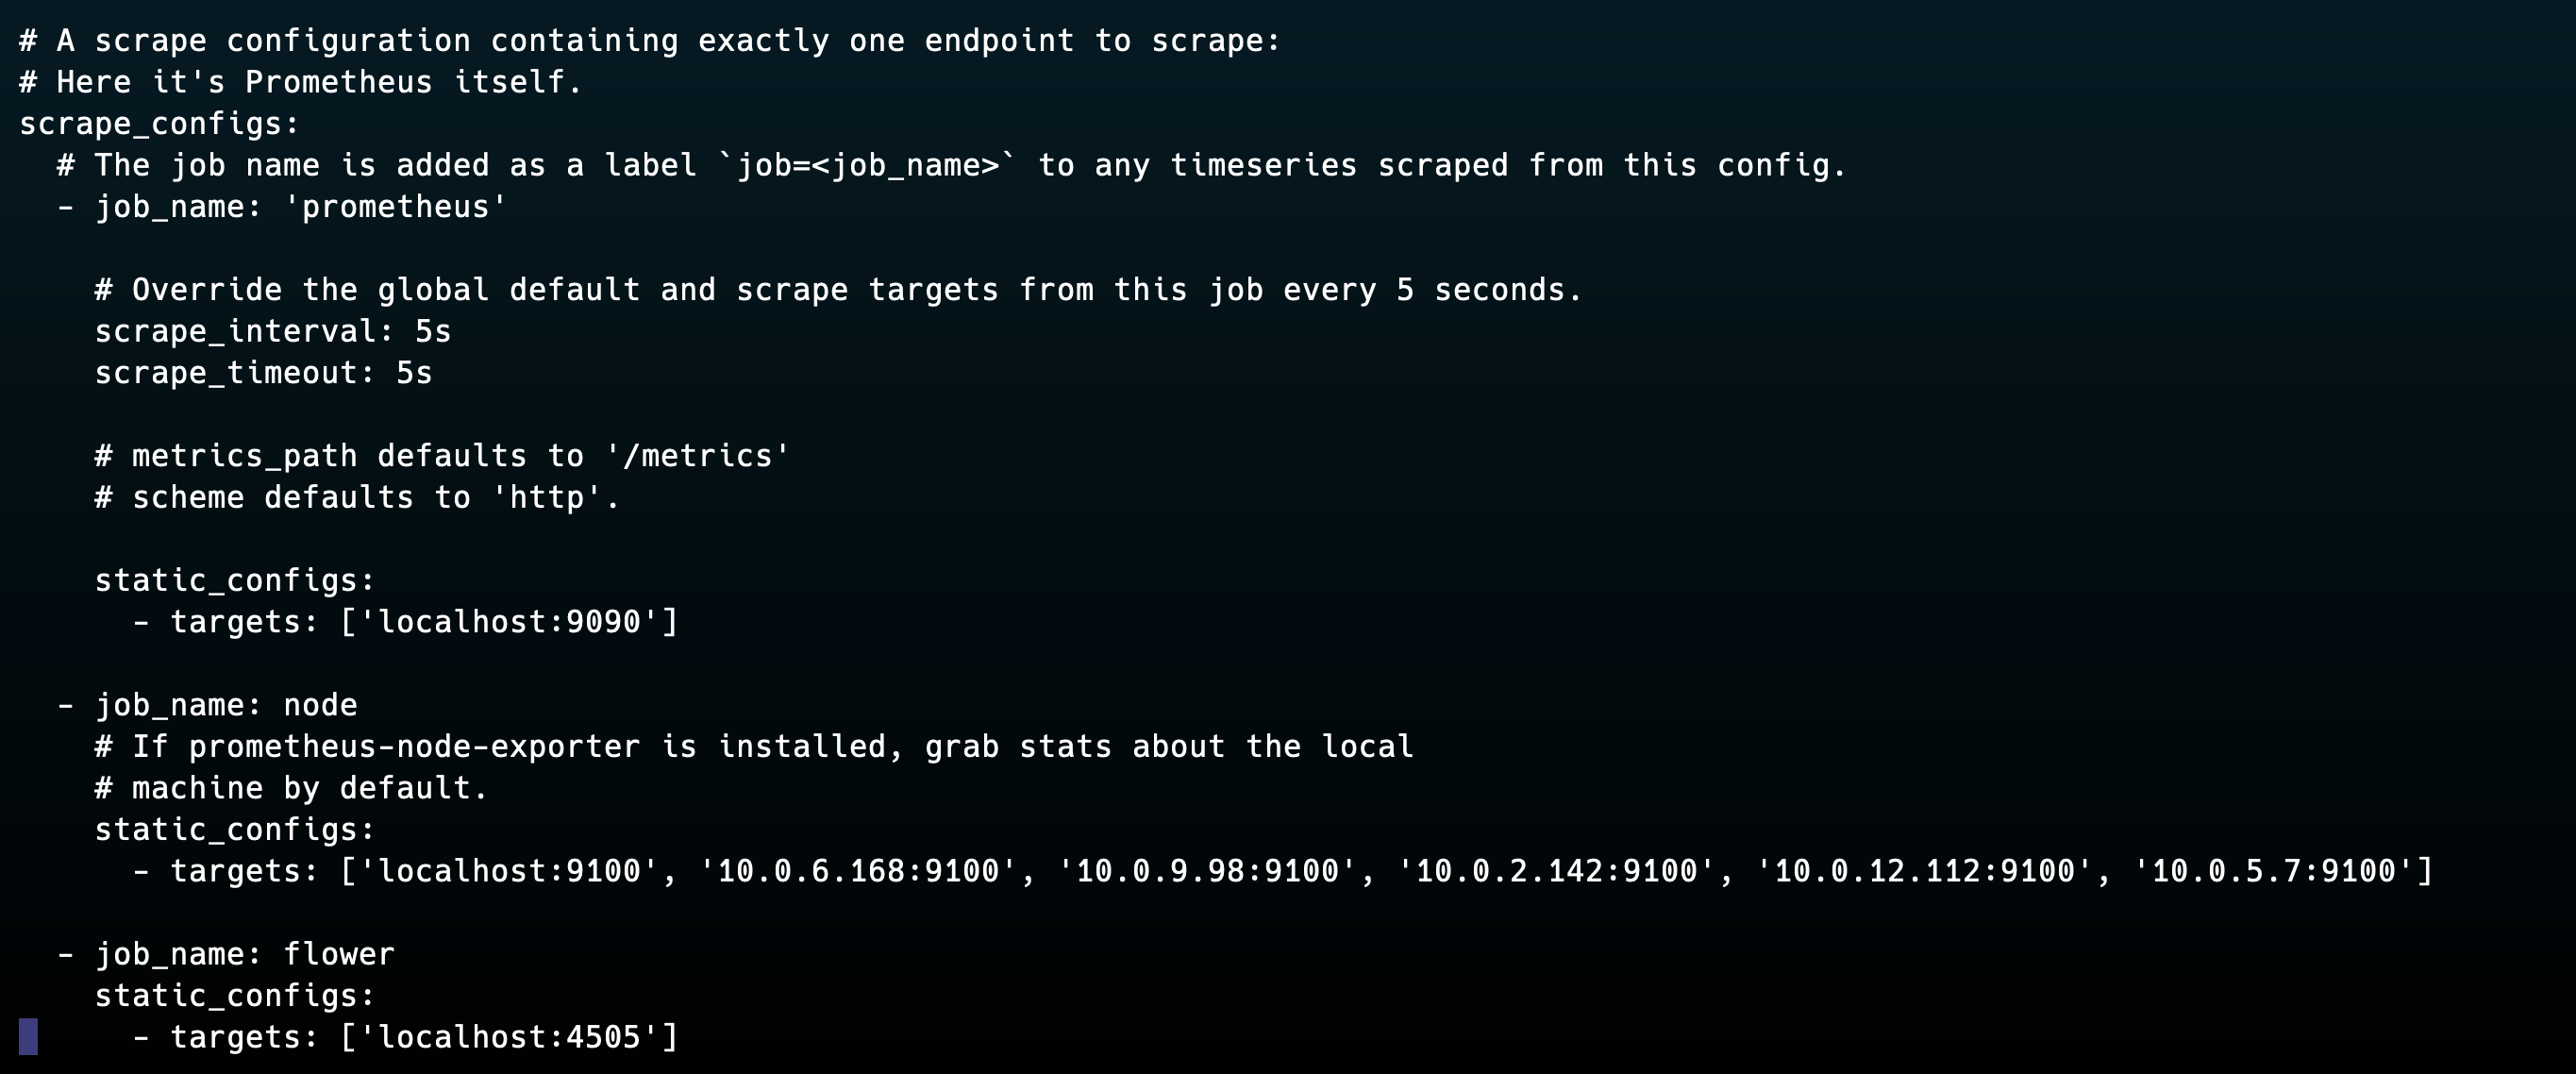 # A scrape configuration containing exactly one endpoint to scrape:
# Here it's Prometheus itself.
scrape_configs:
  # The job name is added as a label `job=<job_name>` to any timeseries scraped from this config.
  - job_name: 'prometheus'

    # Override the global default and scrape targets from this job every 5 seconds.
    scrape_interval: 5s
    scrape_timeout: 5s

    # metrics_path defaults to '/metrics'
    # scheme defaults to 'http'.

    static_configs:
      - targets: ['localhost:9090']

  - job_name: node
    # If prometheus-node-exporter is installed, grab stats about the local
    # machine by default.
    static_configs:
      - targets: ['localhost:9100', '10.0.6.168:9100', '10.0.9.98:9100', '10.0.2.142:9100', '10.0.12.112:9100', '10.0.5.7:9100']

  - job_name: flower
    static_configs:
      - targets: ['localhost:4505']